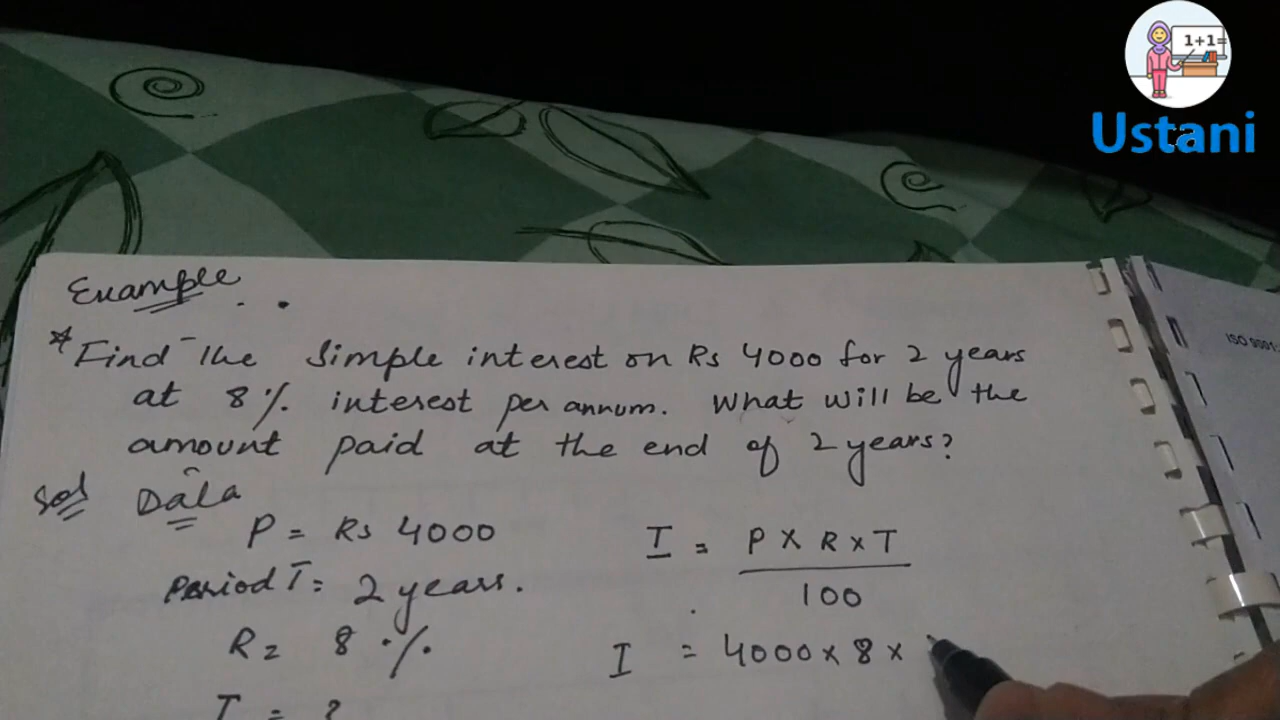 1+1=
Ustani
Example
ISO 9001:
* Find the Simple interest on Rs 4000 for 2 years
at 8% interest per annum. What will be the
amount paid at the end of 2 years?
Sol Data
P = Rs 4000
I = P × R × T
100
Period T = 2 years.
R = 8 %
I = 4000 × 8 ×
I = ?